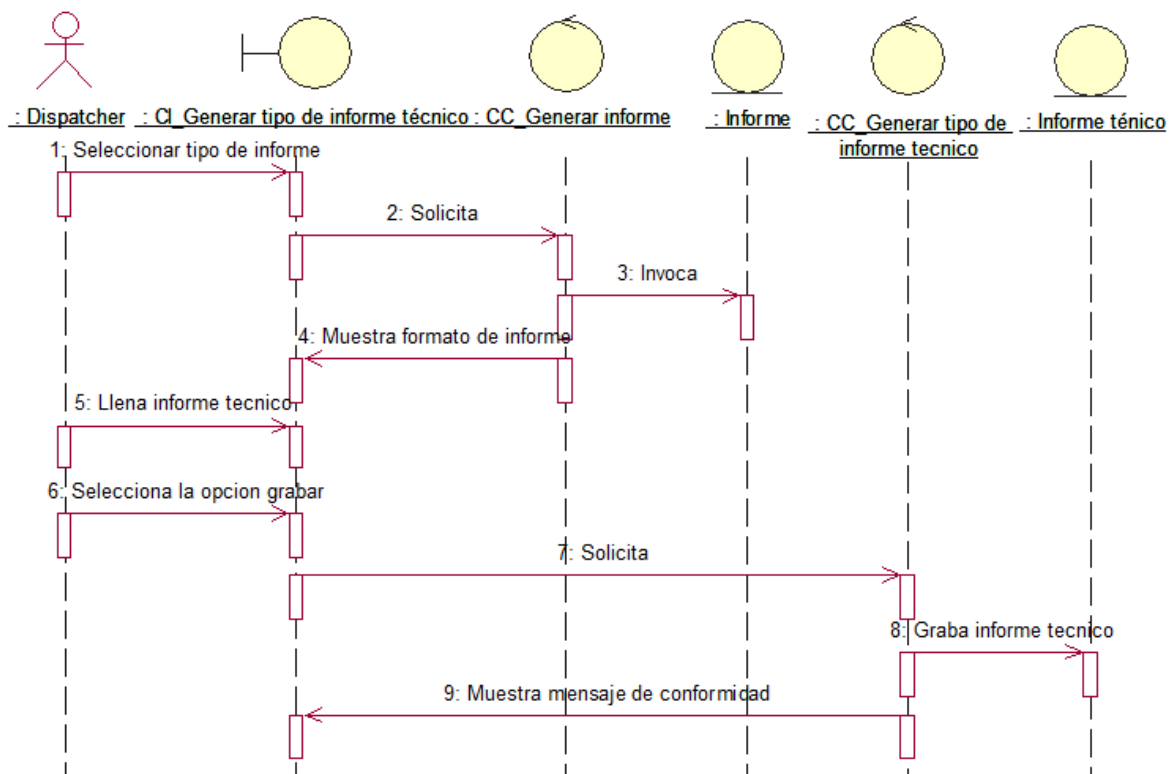 : Dispatcher
: CI_Generar tipo de informe técnico
: CC_Generar informe
: Informe
: CC_Generar tipo de
informe tecnico
: Informe ténico
1: Seleccionar tipo de informe
2: Solicita
3: Invoca
4: Muestra formato de informe
5: Llena informe tecnico
6: Selecciona la opcion grabar
7: Solicita
8: Graba informe tecnico
9: Muestra mensaje de conformidad